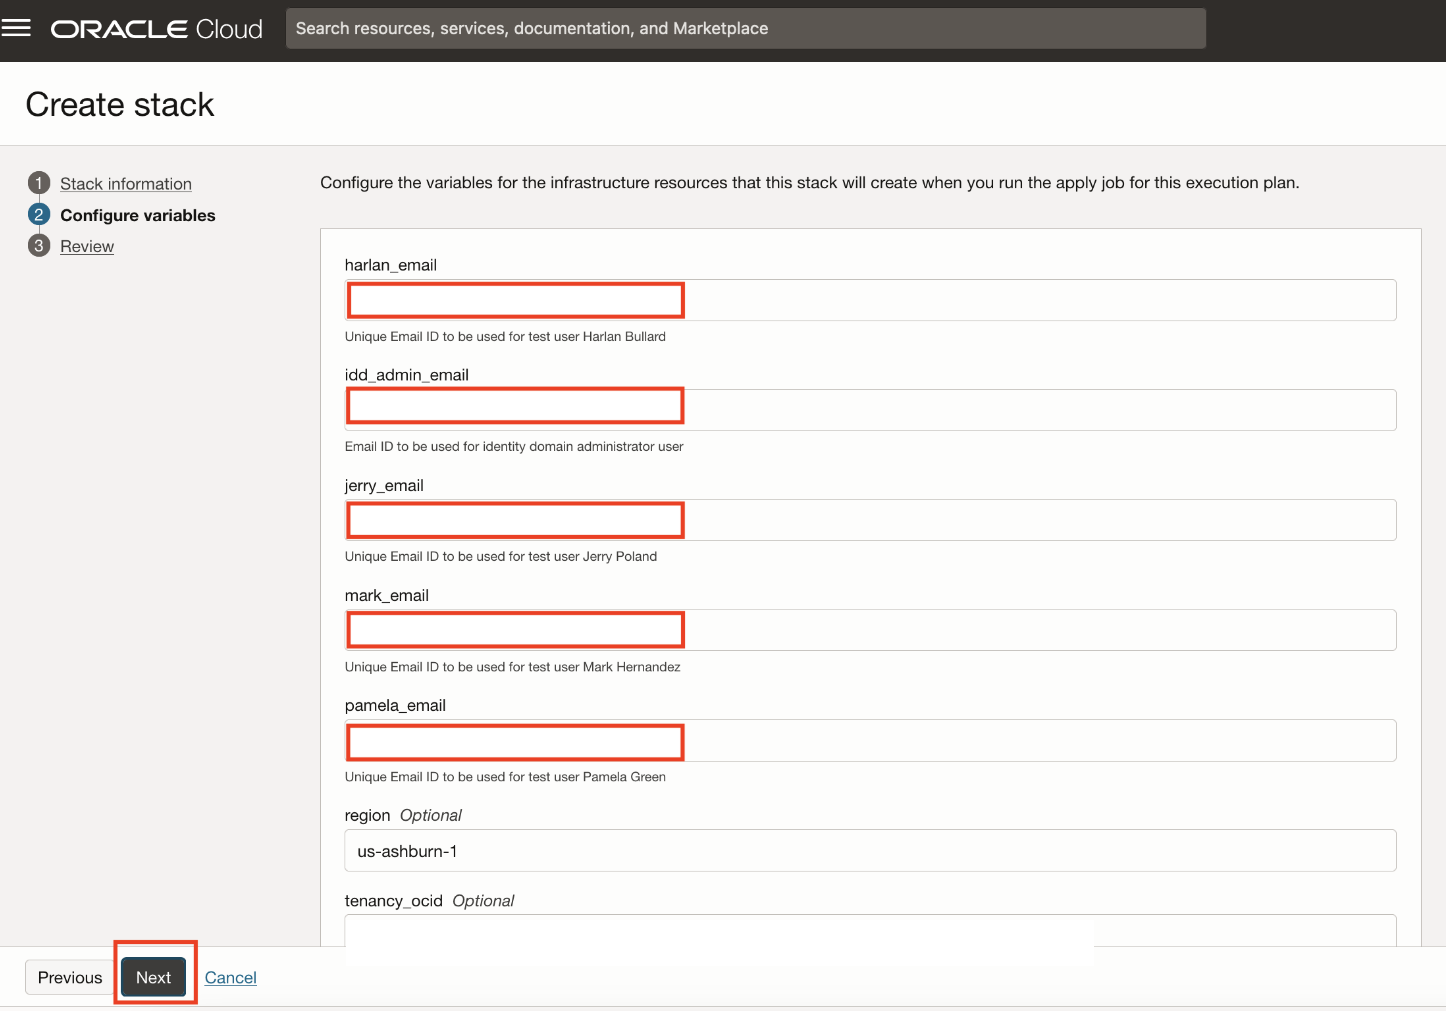 ORACLE Cloud
Search resources, services, documentation, and Marketplace
Create stack
1 Stack information
2 Configure variables
3 Review
Configure the variables for the infrastructure resources that this stack will create when you run the apply job for this execution plan.
harlan_email
Unique Email ID to be used for test user Harlan Bullard
idd_admin_email
Email ID to be used for identity domain administrator user
jerry_email
Unique Email ID to be used for test user Jerry Poland
mark_email
Unique Email ID to be used for test user Mark Hernandez
pamela_email
Unique Email ID to be used for test user Pamela Green
region Optional
us-ashburn-1
tenancy_ocid Optional
Previous Next Cancel